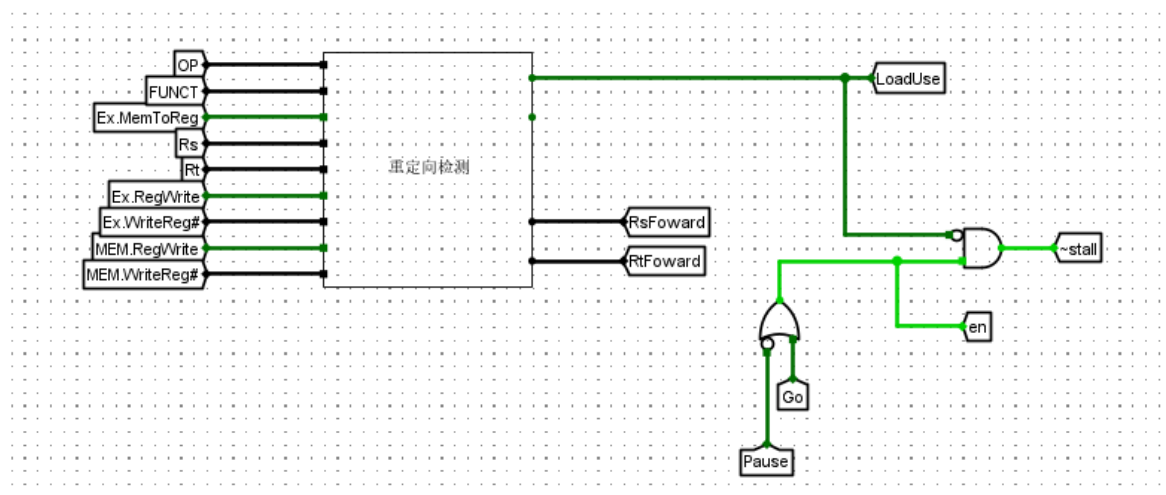 OP
FUNCT
Ex.MemToReg
Rs
Rt
Ex.RegWrite
Ex.WriteReg#
MEM.RegWrite
MEM.WriteReg#
重定向检测
LoadUse
RsFoward
RtFoward
~stall
en
Go
Pause